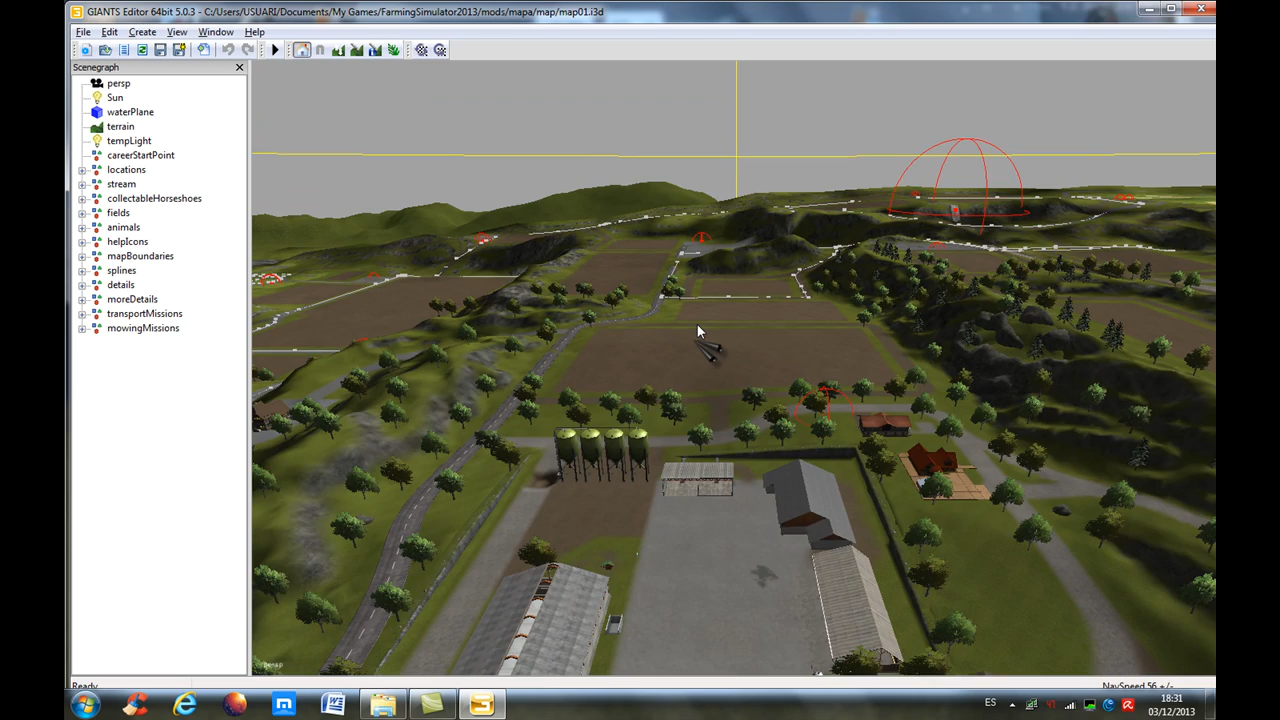 GIANTS Editor 64bit 5.0.3 - C:/Users/USUARI/Documents/My Games/FarmingSimulator2013/mods/mapa/map/map01.i3d
File Edit Create View Window Help
Scenegraph
persp
Sun
waterPlane
terrain
tempLight
careerStartPoint
locations
stream
collectableHorseshoes
fields
animals
helpIcons
mapBoundaries
splines
details
moreDetails
transportMissions
mowingMissions
persp
Ready
NavSpeed 56 +/-
ES
18:31
03/12/2013